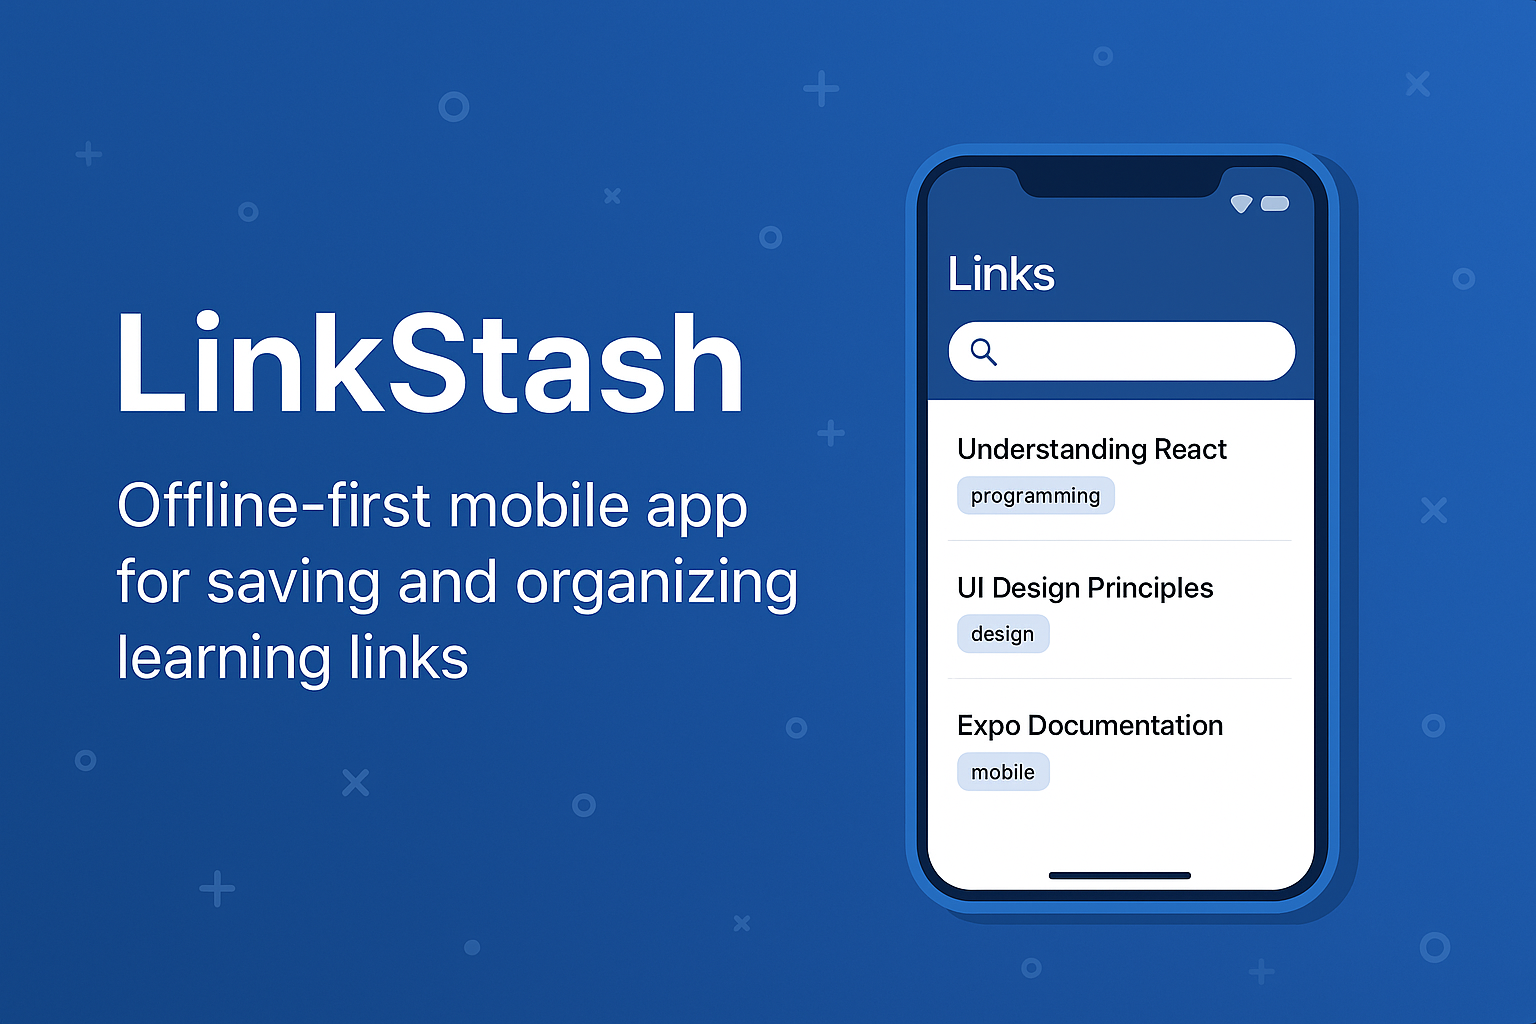 LinkStash
Offline-first mobile app
for saving and organizing
learning links
Links
Understanding React
programming
UI Design Principles
design
Expo Documentation
mobile